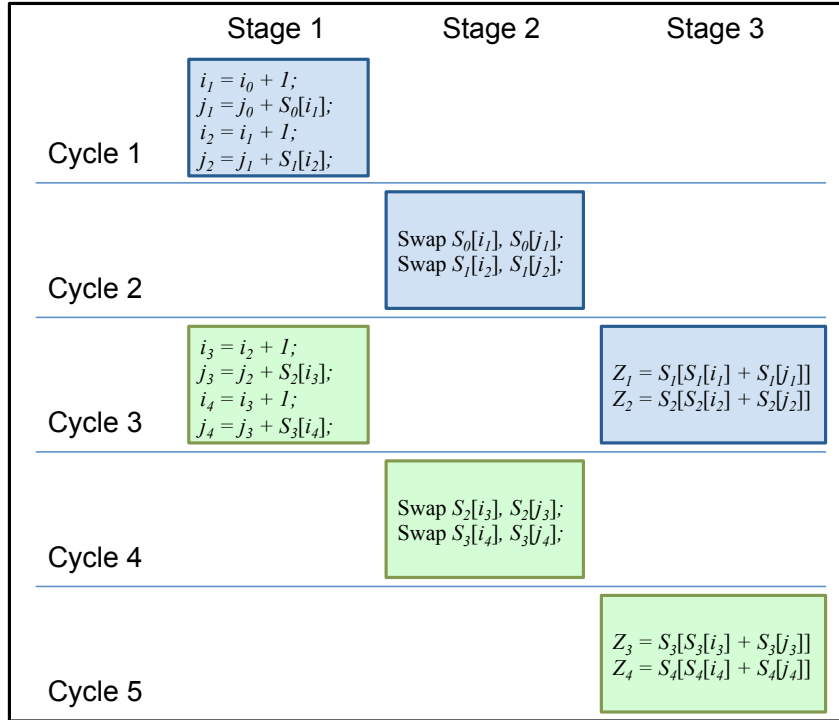 Stage 1 Stage 2 Stage 3
Cycle 1
i₁ = i₀ + 1;
j₁ = j₀ + S₀[i₁];
i₂ = i₁ + 1;
j₂ = j₁ + S₁[i₂];
Cycle 2
Swap S₀[i₁], S₀[j₁];
Swap S₁[i₂], S₁[j₂];
Cycle 3
i₃ = i₂ + 1;
j₃ = j₂ + S₂[i₃];
i₄ = i₃ + 1;
j₄ = j₃ + S₃[i₄];
Z₁ = S₁[S₁[i₁] + S₁[j₁]]
Z₂ = S₂[S₂[i₂] + S₂[j₂]]
Cycle 4
Swap S₂[i₃], S₂[j₃];
Swap S₃[i₄], S₃[j₄];
Cycle 5
Z₃ = S₃[S₃[i₃] + S₃[j₃]]
Z₄ = S₄[S₄[i₄] + S₄[j₄]]